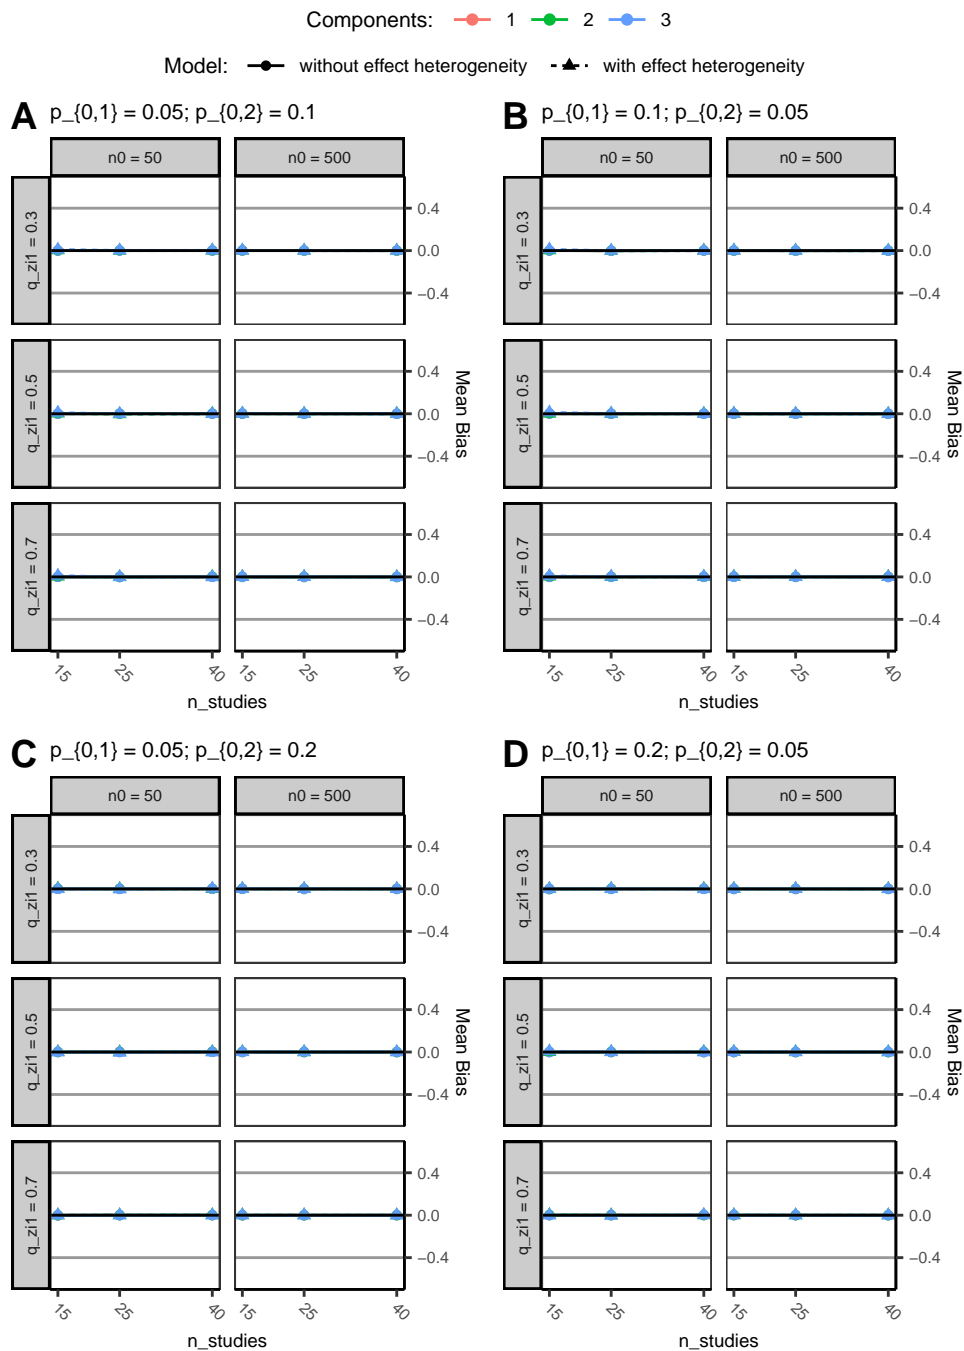 Components: 1 2 3
Model: without effect heterogeneity with effect heterogeneity
A p_{0,1} = 0.05; p_{0,2} = 0.1
n0 = 50 n0 = 500
q_zi1 = 0.3
0.4
0.0
−0.4
q_zi1 = 0.5
0.4
0.0
−0.4
Mean Bias
q_zi1 = 0.7
0.4
0.0
−0.4
15 25 40 15 25 40
n_studies
B p_{0,1} = 0.1; p_{0,2} = 0.05
n0 = 50 n0 = 500
q_zi1 = 0.3
0.4
0.0
−0.4
q_zi1 = 0.5
0.4
0.0
−0.4
Mean Bias
q_zi1 = 0.7
0.4
0.0
−0.4
15 25 40 15 25 40
n_studies
C p_{0,1} = 0.05; p_{0,2} = 0.2
n0 = 50 n0 = 500
q_zi1 = 0.3
0.4
0.0
−0.4
q_zi1 = 0.5
0.4
0.0
−0.4
Mean Bias
q_zi1 = 0.7
0.4
0.0
−0.4
15 25 40 15 25 40
n_studies
D p_{0,1} = 0.2; p_{0,2} = 0.05
n0 = 50 n0 = 500
q_zi1 = 0.3
0.4
0.0
−0.4
q_zi1 = 0.5
0.4
0.0
−0.4
Mean Bias
q_zi1 = 0.7
0.4
0.0
−0.4
15 25 40 15 25 40
n_studies